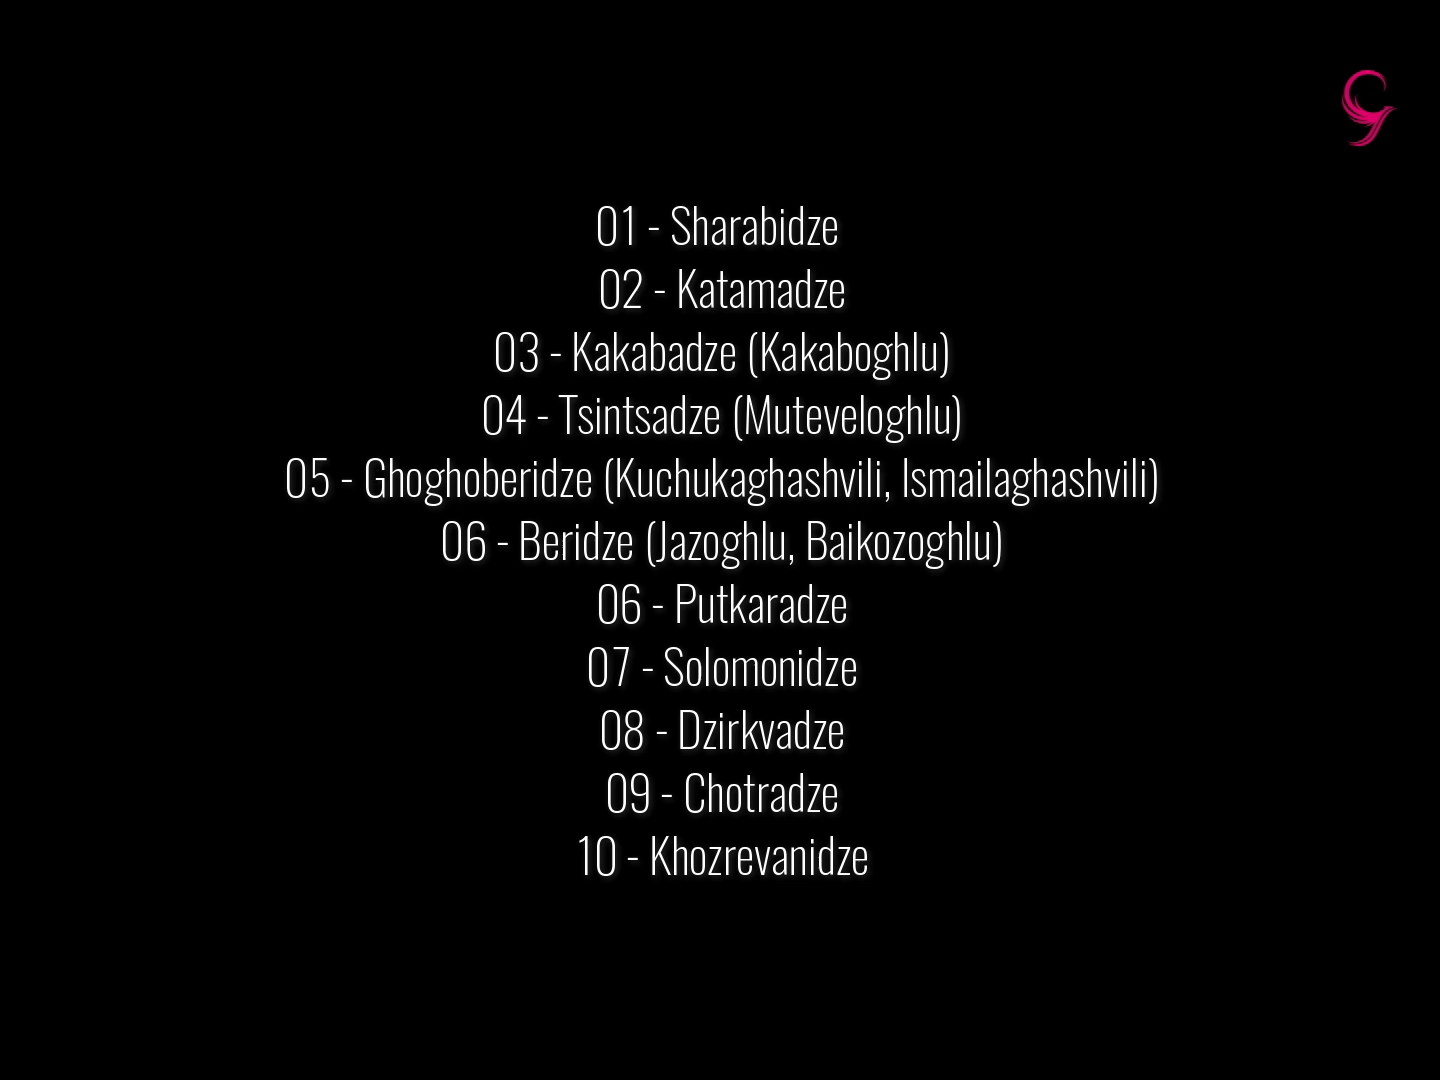 01 - Sharabidze
02 - Katamadze
03 - Kakabadze (Kakaboghlu)
04 - Tsintsadze (Muteveloghlu)
05 - Ghoghoberidze (Kuchukaghashvili, Ismailaghashvili)
06 - Beridze (Jazoghlu, Baikozoghlu)
06 - Putkaradze
07 - Solomonidze
08 - Dzirkvadze
09 - Chotradze
10 - Khozrevanidze